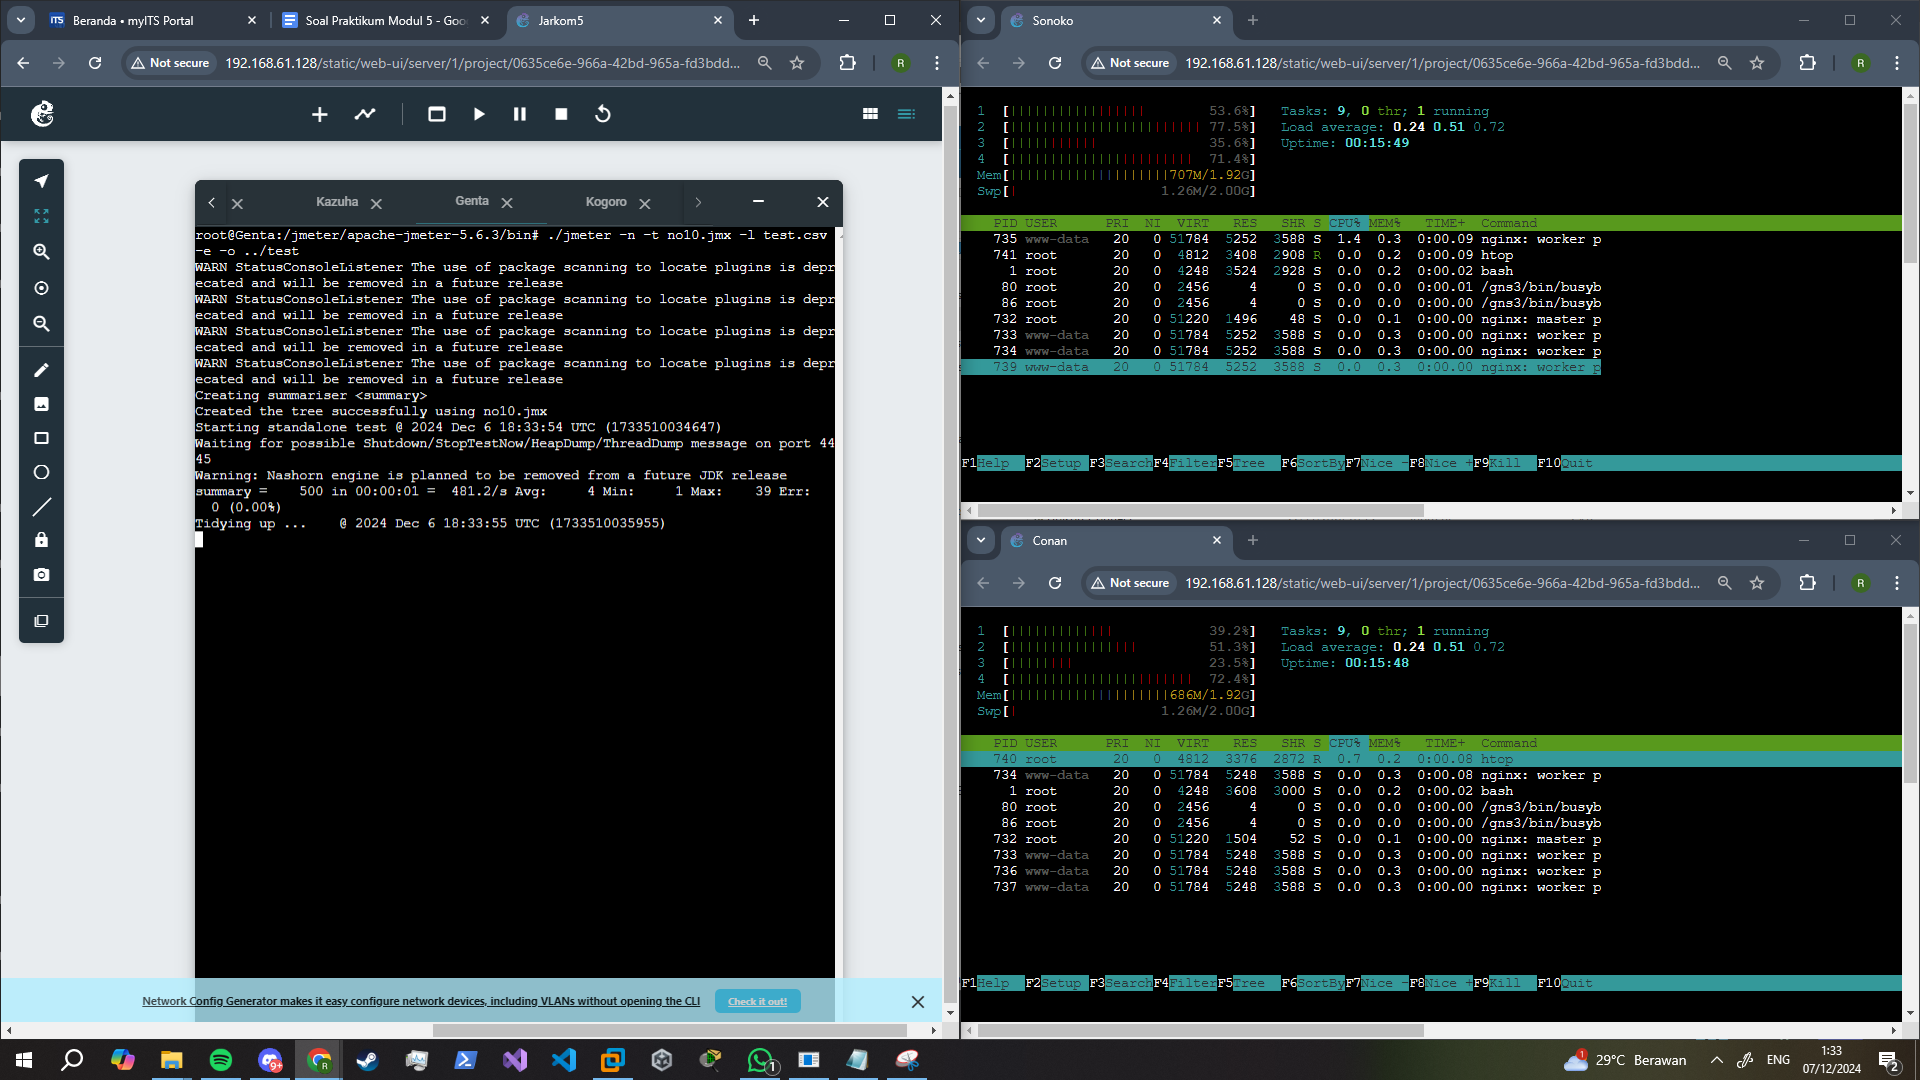 Beranda • myITS Portal
Soal Praktikum Modul 5 - Goo
Jarkom5
Not secure
192.168.61.128/static/web-ui/server/1/project/0635ce6e-966a-42bd-965a-fd3bdd...
R
Kazuha
Genta
Kogoro
root@Genta:/jmeter/apache-jmeter-5.6.3/bin# ./jmeter -n -t no10.jmx -l test.csv
-e -o ../test
WARN StatusConsoleListener The use of package scanning to locate plugins is depr
ecated and will be removed in a future release
WARN StatusConsoleListener The use of package scanning to locate plugins is depr
ecated and will be removed in a future release
WARN StatusConsoleListener The use of package scanning to locate plugins is depr
ecated and will be removed in a future release
WARN StatusConsoleListener The use of package scanning to locate plugins is depr
ecated and will be removed in a future release
Creating summariser <summary>
Created the tree successfully using no10.jmx
Starting standalone test @ 2024 Dec 6 18:33:54 UTC (1733510034647)
Waiting for possible Shutdown/StopTestNow/HeapDump/ThreadDump message on port 44
45
Warning: Nashorn engine is planned to be removed from a future JDK release
summary =    500 in 00:00:01 =  481.2/s Avg:     4 Min:     1 Max:    39 Err:
  0 (0.00%)
Tidying up ...    @ 2024 Dec 6 18:33:55 UTC (1733510035955)
Network Config Generator makes it easy configure network devices, including VLANs without opening the CLI
Check it out!
Sonoko
Not secure
192.168.61.128/static/web-ui/server/1/project/0635ce6e-966a-42bd-965a-fd3bdd...
R
1 [ 53.6%] Tasks: 9, 0 thr; 1 running
2 [ 77.5%] Load average: 0.24 0.51 0.72
3 [ 35.6%] Uptime: 00:15:49
4 [ 71.4%]
Mem[ 707M/1.92G]
Swp[ 1.26M/2.00G]
PID USER PRI NI VIRT RES SHR S CPU% MEM% TIME+ Command
735 www-data 20 0 51784 5252 3588 S 1.4 0.3 0:00.09 nginx: worker p
741 root 20 0 4812 3408 2908 R 0.0 0.2 0:00.09 htop
1 root 20 0 4248 3524 2928 S 0.0 0.2 0:00.02 bash
80 root 20 0 2456 4 0 S 0.0 0.0 0:00.01 /gns3/bin/busyb
86 root 20 0 2456 4 0 S 0.0 0.0 0:00.00 /gns3/bin/busyb
732 root 20 0 51220 1496 48 S 0.0 0.1 0:00.00 nginx: master p
733 www-data 20 0 51784 5252 3588 S 0.0 0.3 0:00.00 nginx: worker p
734 www-data 20 0 51784 5252 3588 S 0.0 0.3 0:00.00 nginx: worker p
739 www-data 20 0 51784 5252 3588 S 0.0 0.3 0:00.00 nginx: worker p
F1Help F2Setup F3SearchF4FilterF5Tree F6SortByF7Nice -F8Nice +F9Kill F10Quit
Conan
Not secure
192.168.61.128/static/web-ui/server/1/project/0635ce6e-966a-42bd-965a-fd3bdd...
R
1 [ 39.2%] Tasks: 9, 0 thr; 1 running
2 [ 51.3%] Load average: 0.24 0.51 0.72
3 [ 23.5%] Uptime: 00:15:48
4 [ 72.4%]
Mem[ 686M/1.92G]
Swp[ 1.26M/2.00G]
PID USER PRI NI VIRT RES SHR S CPU% MEM% TIME+ Command
740 root 20 0 4812 3376 2872 R 0.7 0.2 0:00.08 htop
734 www-data 20 0 51784 5248 3588 S 0.0 0.3 0:00.08 nginx: worker p
1 root 20 0 4248 3608 3000 S 0.0 0.2 0:00.02 bash
80 root 20 0 2456 4 0 S 0.0 0.0 0:00.00 /gns3/bin/busyb
86 root 20 0 2456 4 0 S 0.0 0.0 0:00.00 /gns3/bin/busyb
732 root 20 0 51220 1504 52 S 0.0 0.1 0:00.00 nginx: master p
733 www-data 20 0 51784 5248 3588 S 0.0 0.3 0:00.00 nginx: worker p
736 www-data 20 0 51784 5248 3588 S 0.0 0.3 0:00.00 nginx: worker p
737 www-data 20 0 51784 5248 3588 S 0.0 0.3 0:00.00 nginx: worker p
F1Help F2Setup F3SearchF4FilterF5Tree F6SortByF7Nice -F8Nice +F9Kill F10Quit
29°C Berawan
ENG
1:33
07/12/2024